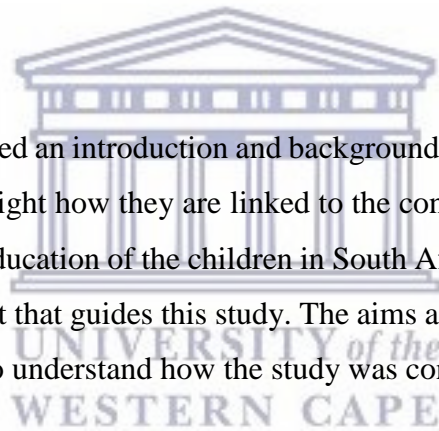 ed an introduction and background
ight how they are linked to the con
ducation of the children in South Af
t that guides this study. The aims a
UNIVERSITY of the
o understand how the study was con
WESTERN CAPE